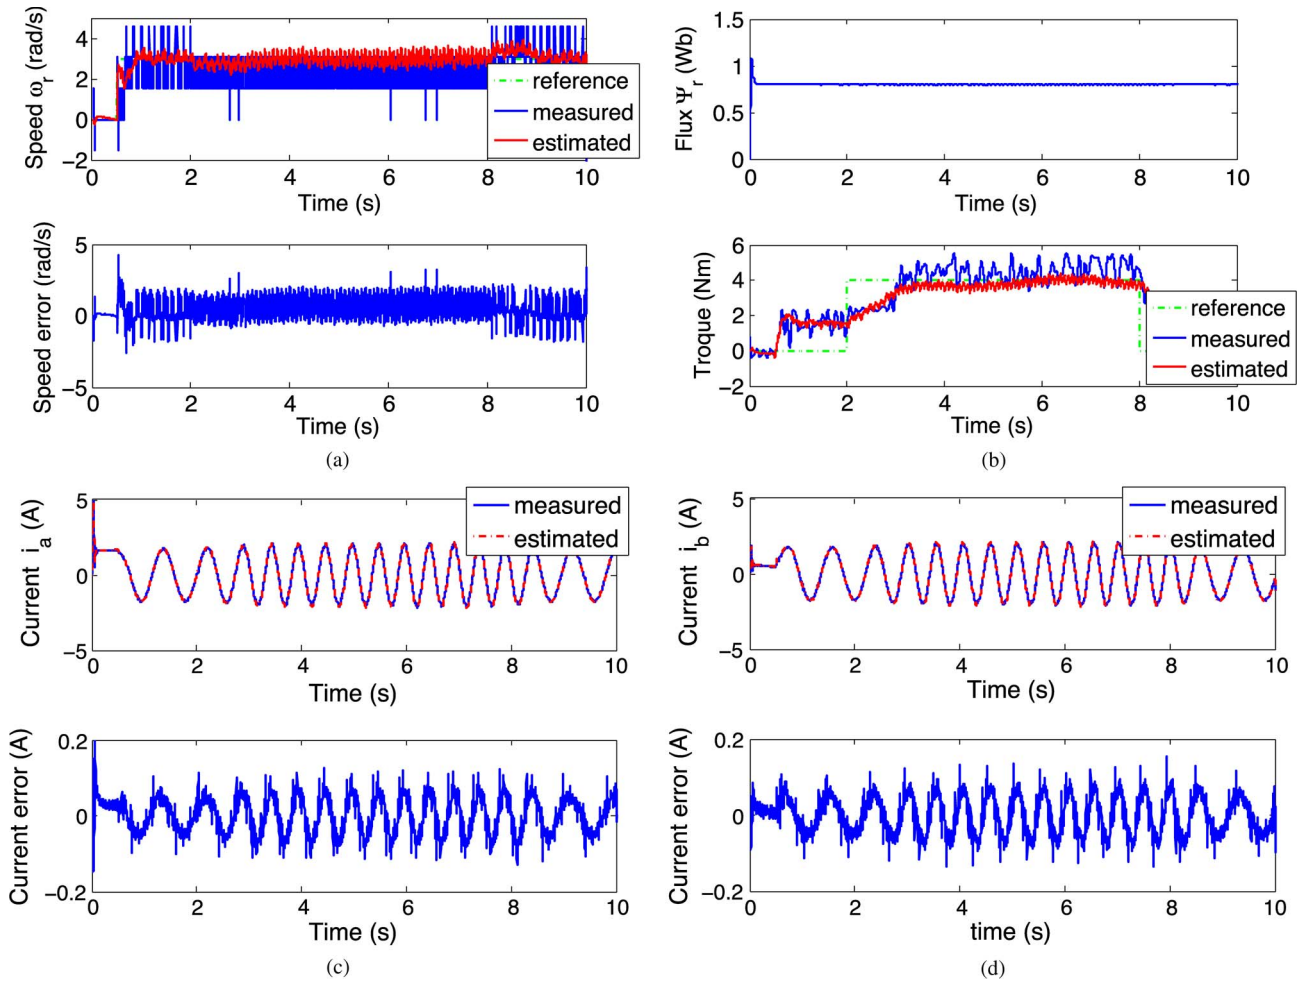 Speed ω_r (rad/s)
4
2
0
−2
0 2 4 6 8 10
Time (s)
reference
measured
estimated
Speed error (rad/s)
5
0
−5
0 2 4 6 8 10
Time (s)
(a)
Flux Ψ_r (Wb)
1.5
1
0.5
0
0 2 4 6 8 10
Time (s)
Troque (Nm)
6
4
2
0
−2
0 2 4 6 8 10
Time (s)
reference
measured
estimated
(b)
Current i_a (A)
5
0
−5
0 2 4 6 8 10
Time (s)
measured
estimated
Current error (A)
0.2
0
−0.2
0 2 4 6 8 10
Time (s)
(c)
Current i_b (A)
5
0
−5
0 2 4 6 8 10
Time (s)
measured
estimated
Current error (A)
0.2
0
−0.2
0 2 4 6 8 10
time (s)
(d)